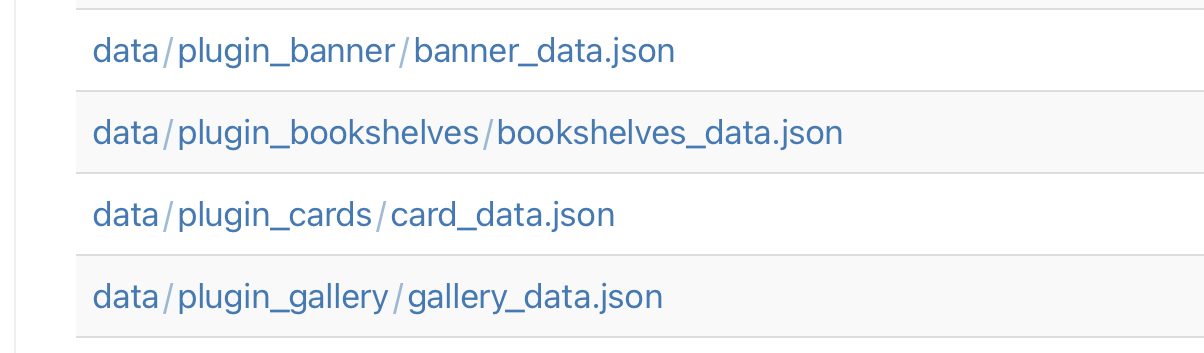 data/plugin_banner/banner_data.json
data/plugin_bookshelves/bookshelves_data.json
data/plugin_cards/card_data.json
data/plugin_gallery/gallery_data.json